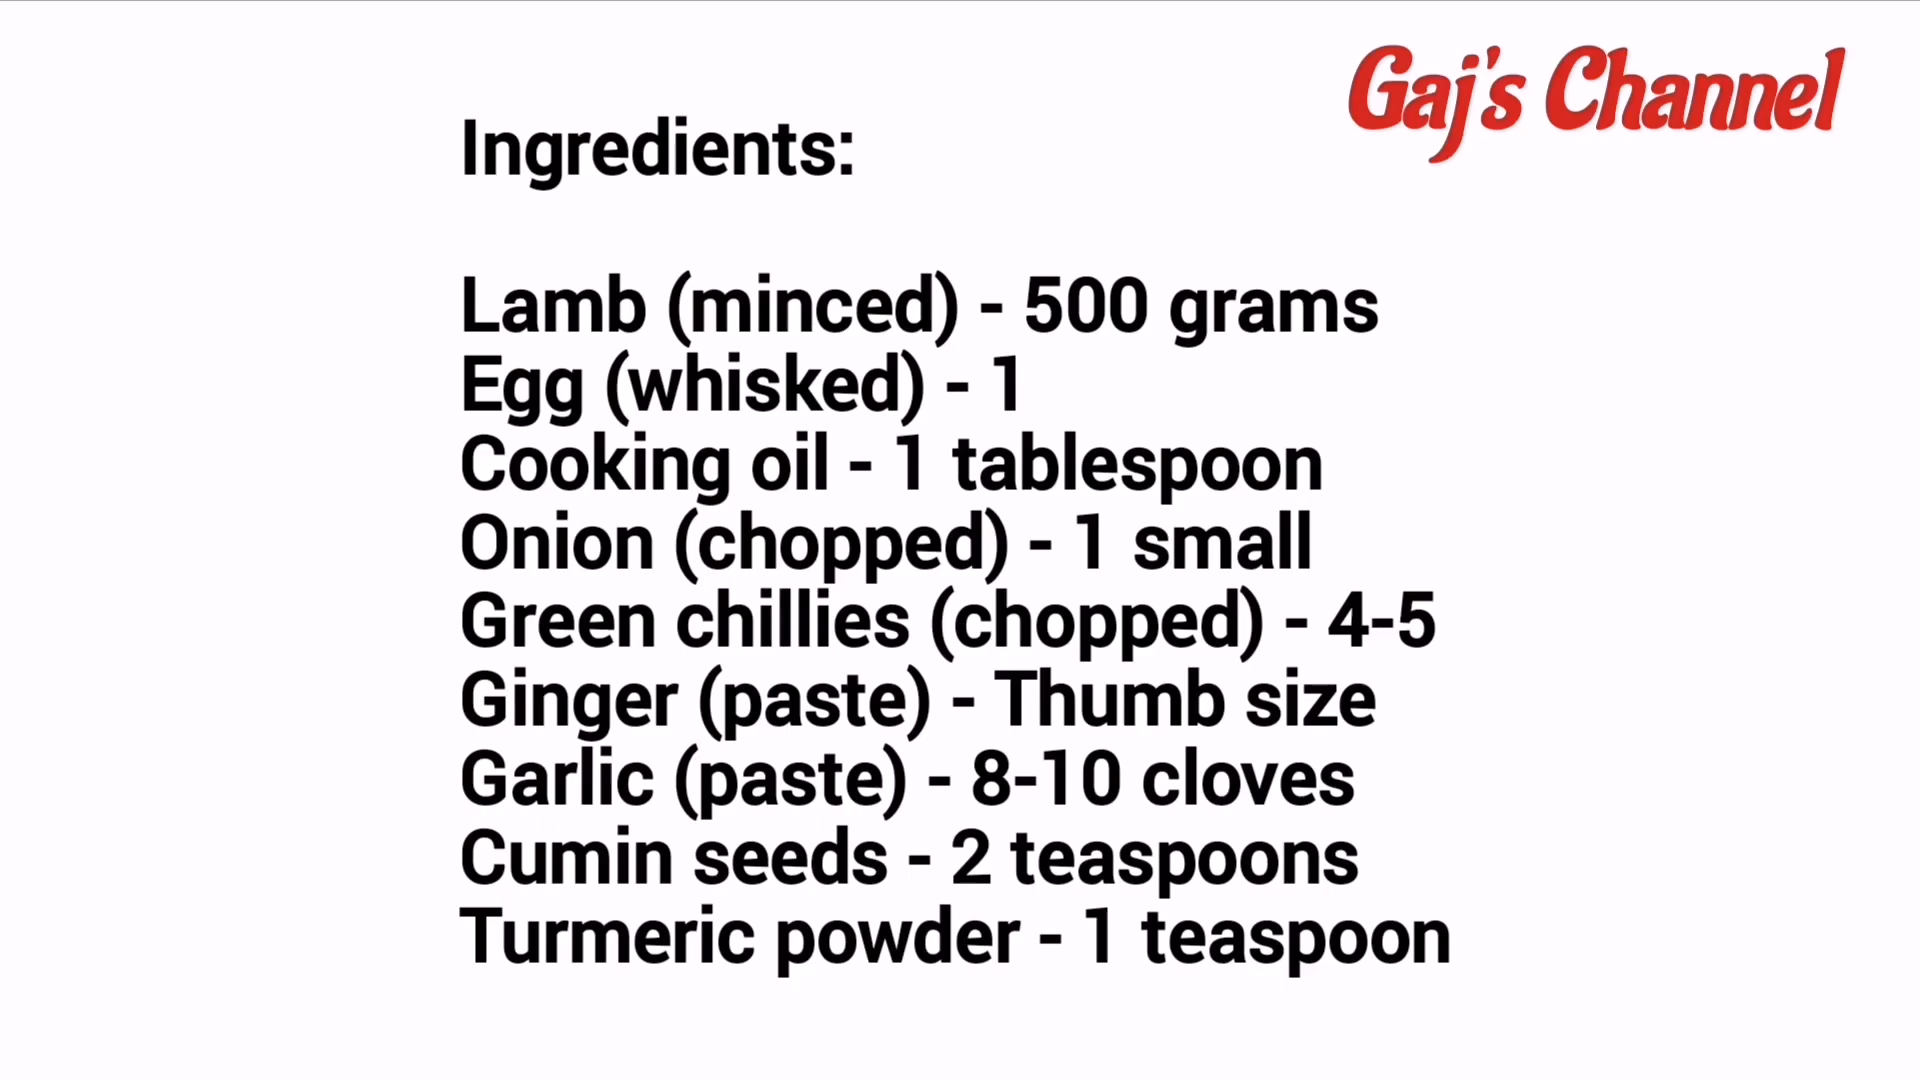 Gaj's Channel
Ingredients:
Lamb (minced) - 500 grams
Egg (whisked) - 1
Cooking oil - 1 tablespoon
Onion (chopped) - 1 small
Green chillies (chopped) - 4-5
Ginger (paste) - Thumb size
Garlic (paste) - 8-10 cloves
Cumin seeds - 2 teaspoons
Turmeric powder - 1 teaspoon